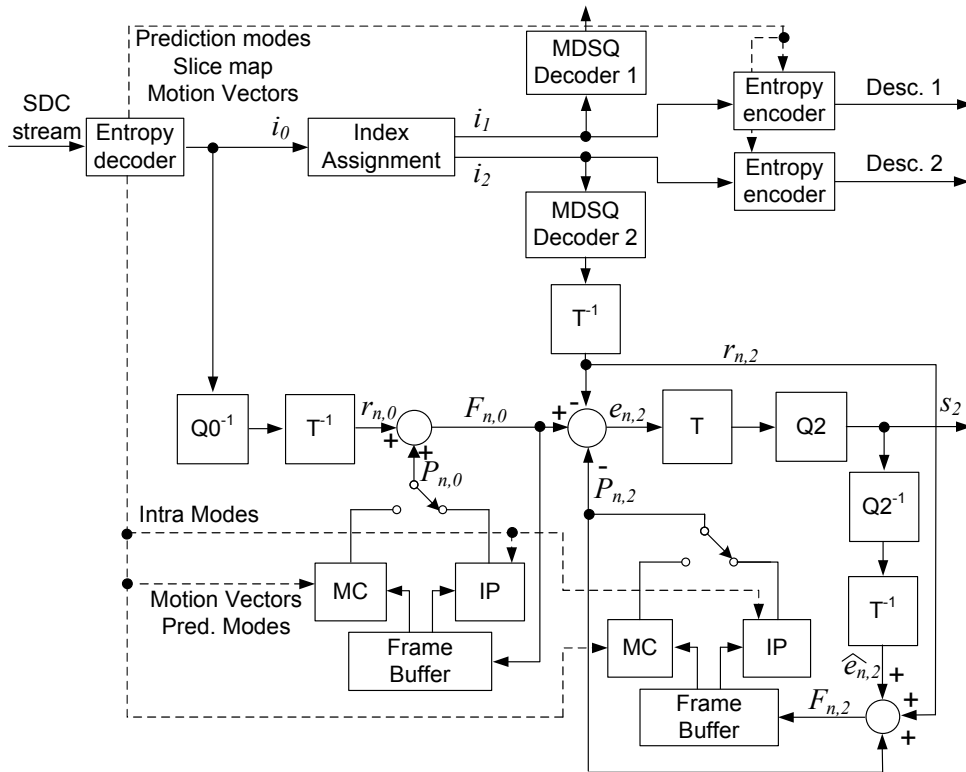 Prediction modes
Slice map
Motion Vectors
SDC
stream
Entropy
decoder
i0
Index
Assignment
i1
i2
MDSQ
Decoder 1
MDSQ
Decoder 2
Entropy
encoder
Desc. 1
Entropy
encoder
Desc. 2
T-1
rn,2
Q0-1
T-1
rn,0
+
+
Fn,0
Pn,0
+
-
-
Pn,2
en,2
T
Q2
s2
Q2-1
T-1
Intra Modes
Motion Vectors
Pred. Modes
MC
IP
Frame
Buffer
MC
IP
Frame
Buffer
ên,2
+
+
+
Fn,2